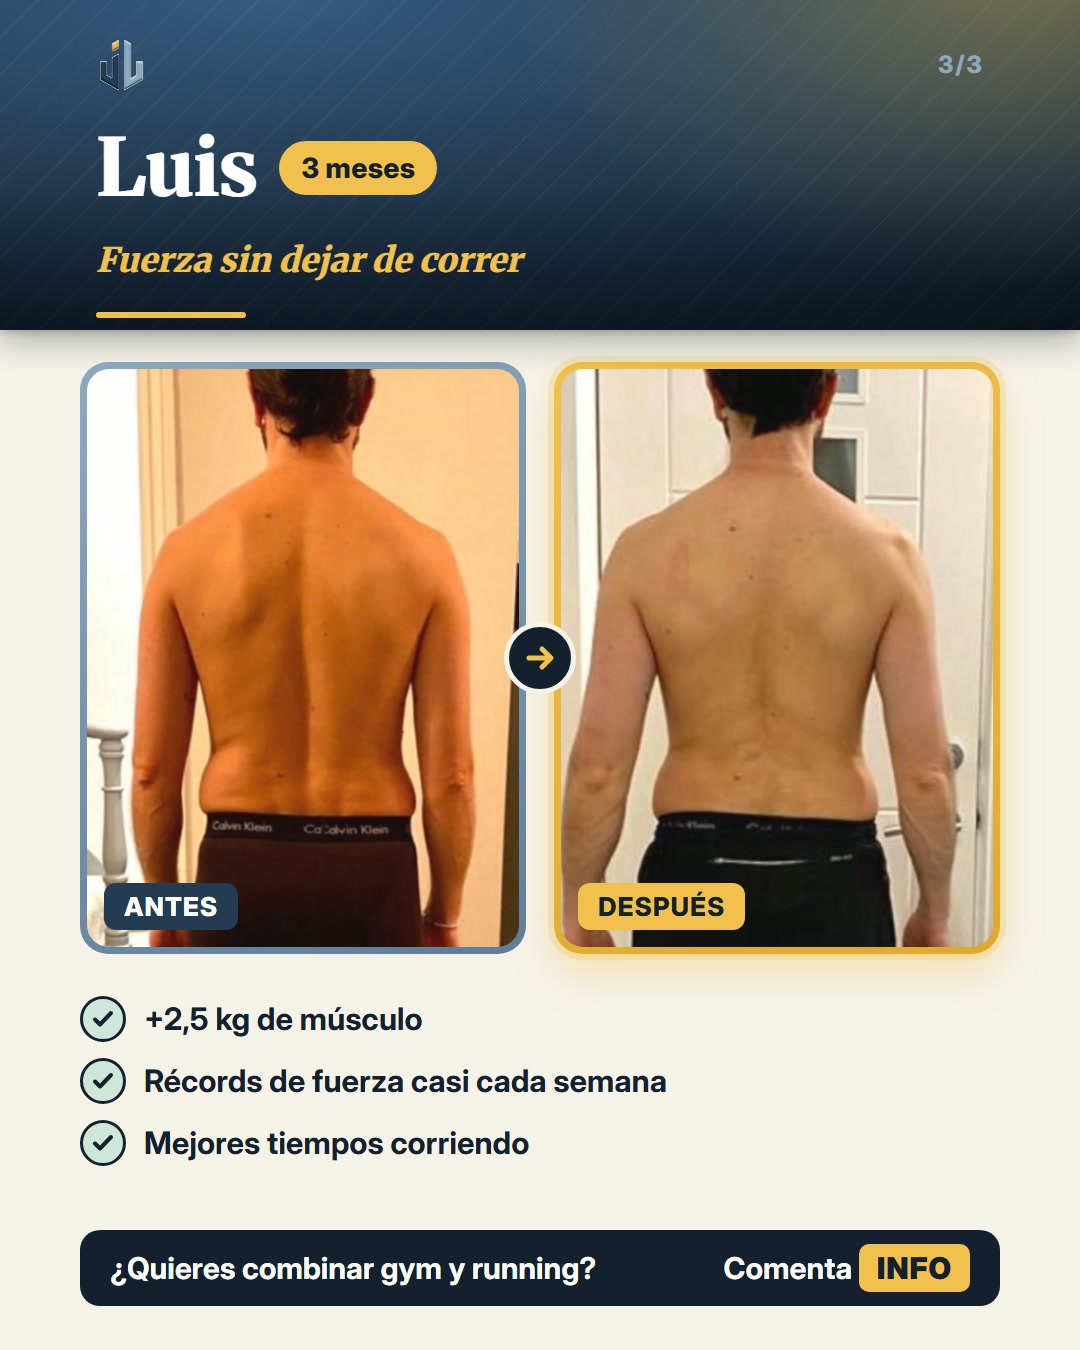 3/3
Luis
3 meses
Fuerza sin dejar de correr
Calvin Klein
Calvin Klein
ANTES
DESPUÉS
+2,5 kg de músculo
Récords de fuerza casi cada semana
Mejores tiempos corriendo
¿Quieres combinar gym y running?
Comenta INFO